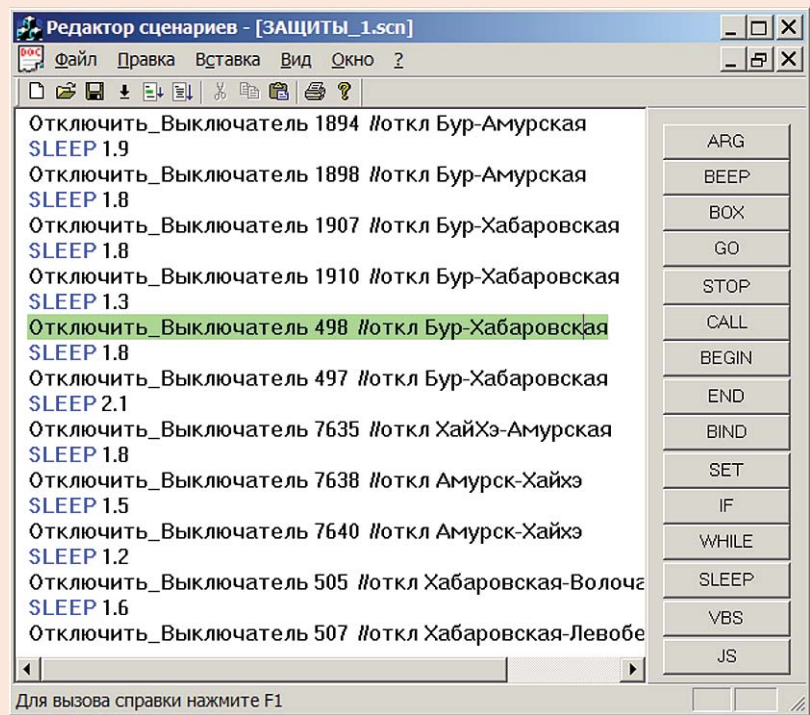 Редактор сценариев - [ЗАЩИТЫ_1.scn]
DOC
Файл Правка Вставка Вид Окно ?
Отключить_Выключатель 1894 //откл Бур-Амурская
SLEEP 1.9
Отключить_Выключатель 1898 //откл Бур-Амурская
SLEEP 1.8
Отключить_Выключатель 1907 //откл Бур-Хабаровская
SLEEP 1.8
Отключить_Выключатель 1910 //откл Бур-Хабаровская
SLEEP 1.3
Отключить_Выключатель 498 //откл Бур-Хабаровская
SLEEP 1.8
Отключить_Выключатель 497 //откл Бур-Хабаровская
SLEEP 2.1
Отключить_Выключатель 7635 //откл ХайХэ-Амурская
SLEEP 1.8
Отключить_Выключатель 7638 //откл Амурск-Хайхэ
SLEEP 1.5
Отключить_Выключатель 7640 //откл Амурск-Хайхэ
SLEEP 1.2
Отключить_Выключатель 505 //откл Хабаровская-Волоча
SLEEP 1.6
Отключить_Выключатель 507 //откл Хабаровская-Левобе
ARG
BEEP
BOX
GO
STOP
CALL
BEGIN
END
BIND
SET
IF
WHILE
SLEEP
VBS
JS
Для вызова справки нажмите F1